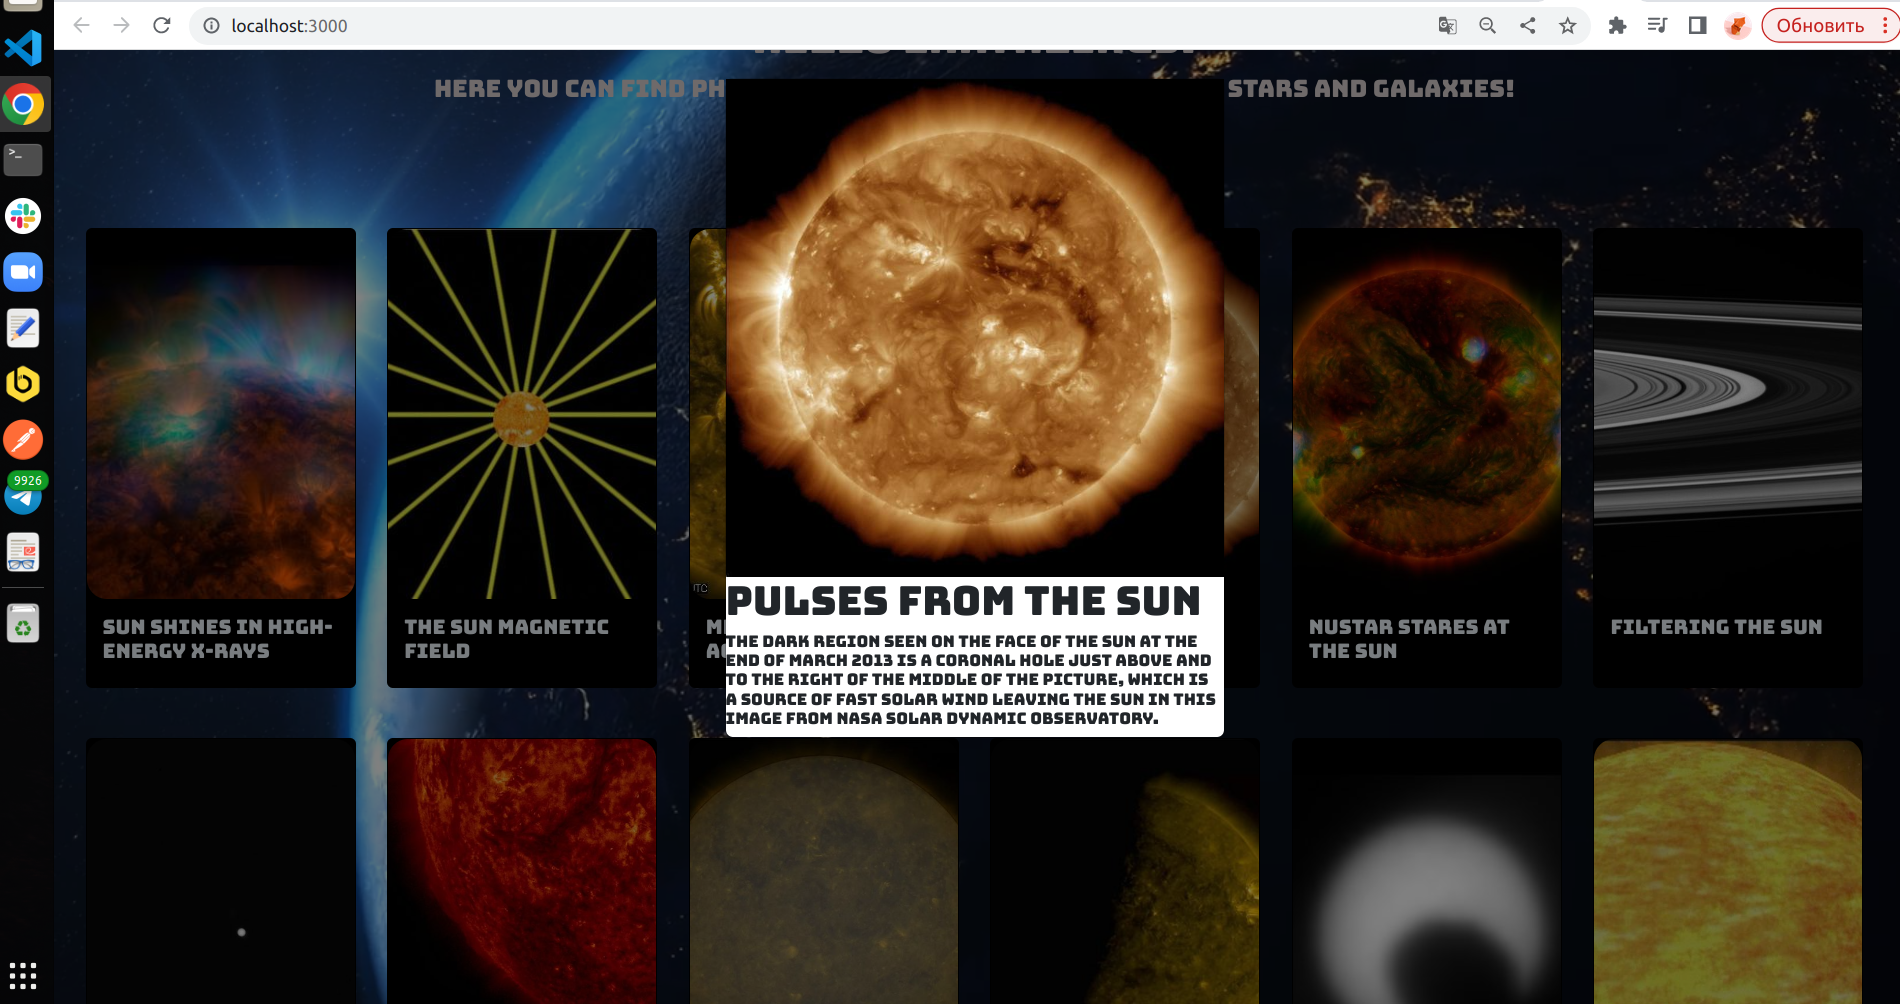 localhost:3000
Обновить
HERE YOU CAN FIND PH
STARS AND GALAXIES!
9926
SUN SHINES IN HIGH-
ENERGY X-RAYS
THE SUN MAGNETIC
FIELD
PULSES FROM THE SUN
THE DARK REGION SEEN ON THE FACE OF THE SUN AT THE
END OF MARCH 2013 IS A CORONAL HOLE JUST ABOVE AND
TO THE RIGHT OF THE MIDDLE OF THE PICTURE, WHICH IS
A SOURCE OF FAST SOLAR WIND LEAVING THE SUN IN THIS
IMAGE FROM NASA SOLAR DYNAMIC OBSERVATORY.
NUSTAR STARES AT
THE SUN
FILTERING THE SUN